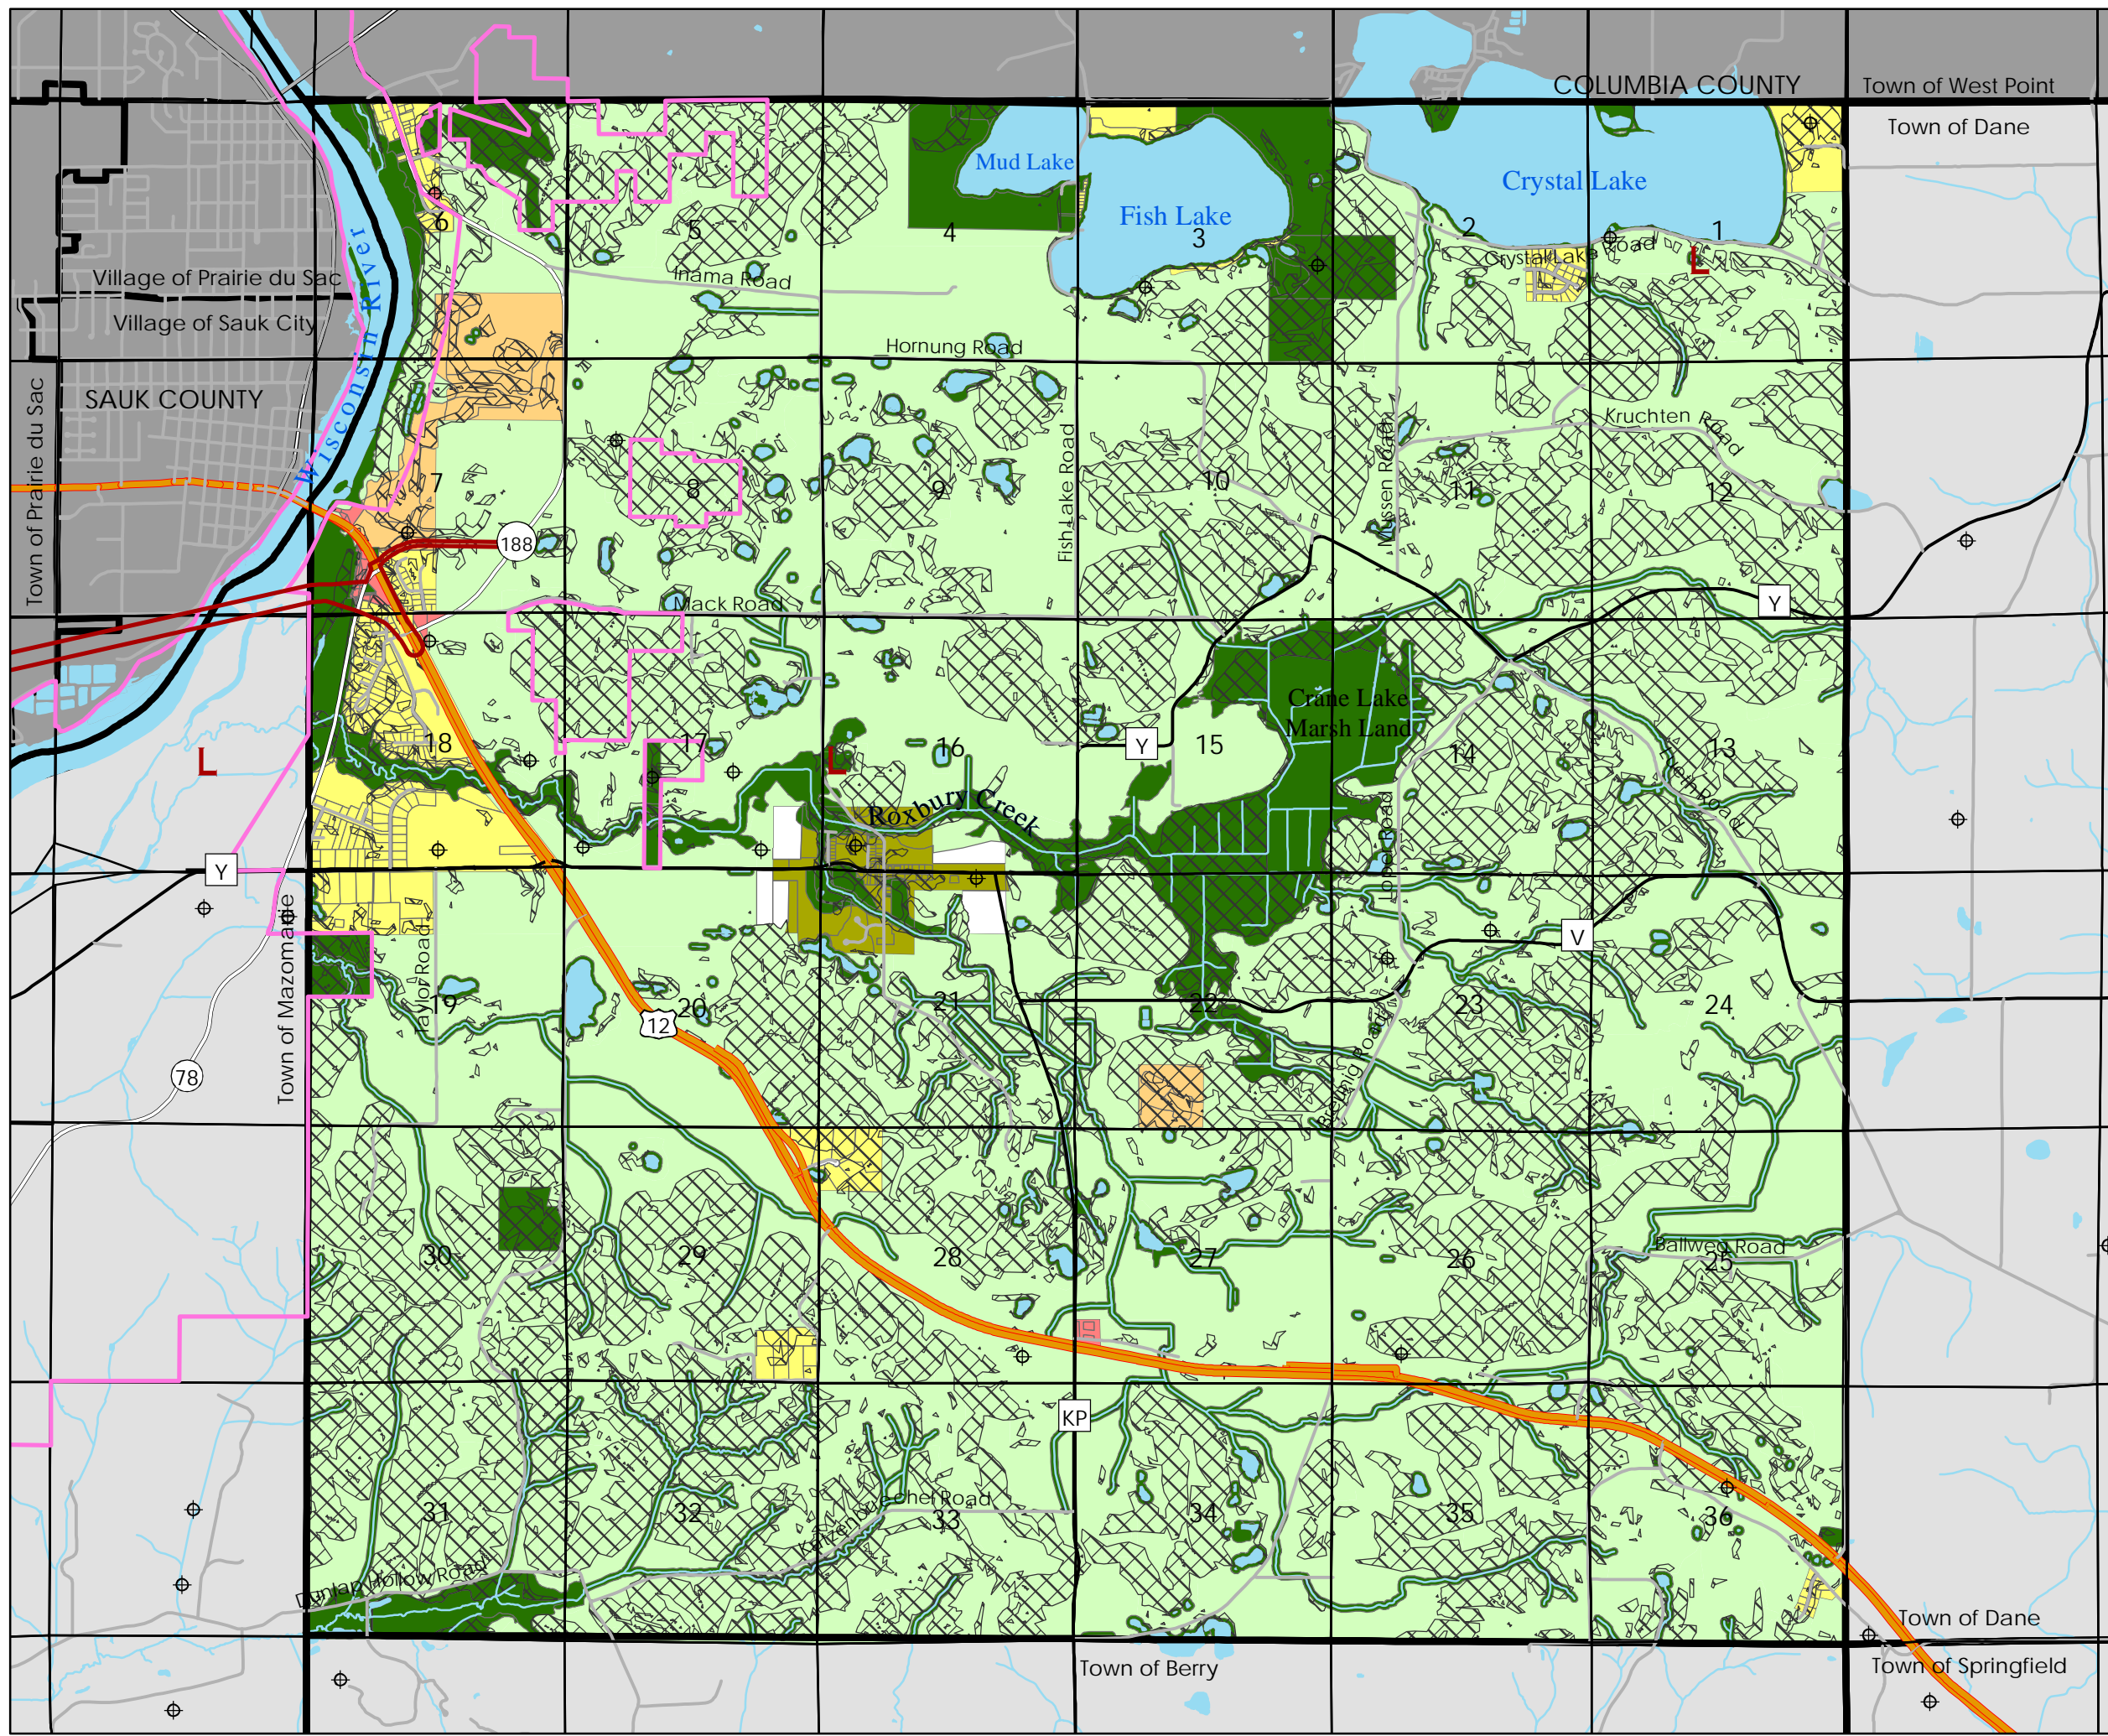 COLUMBIA COUNTY
Town of West Point
Town of Dane
Mud Lake
Crystal Lake
Fish Lake
6
5
4
3
2
1
Crystal Lake Road
L
Village of Prairie du Sac
Village of Sauk City
Wisconsin River
Inama Road
Hornung Road
SAUK COUNTY
Town of Prairie du Sac
Kruchten Road
Fish Lake Road
Mussen Road
7
8
9
10
11
12
188
Mack Road
Y
Crane Lake
Marsh Land
L
18
17
L
16
Y
15
14
13
Roxbury Creek
Lippert Road
Y
V
Town of Mazomanie
Taylor Road
19
20
12
21
22
23
24
78
Breunig Road
30
29
28
27
26
Ballweg Road
25
KP
31
32
33
34
35
36
Dunlap Hollow Road
Town of Dane
Town of Berry
Town of Springfield